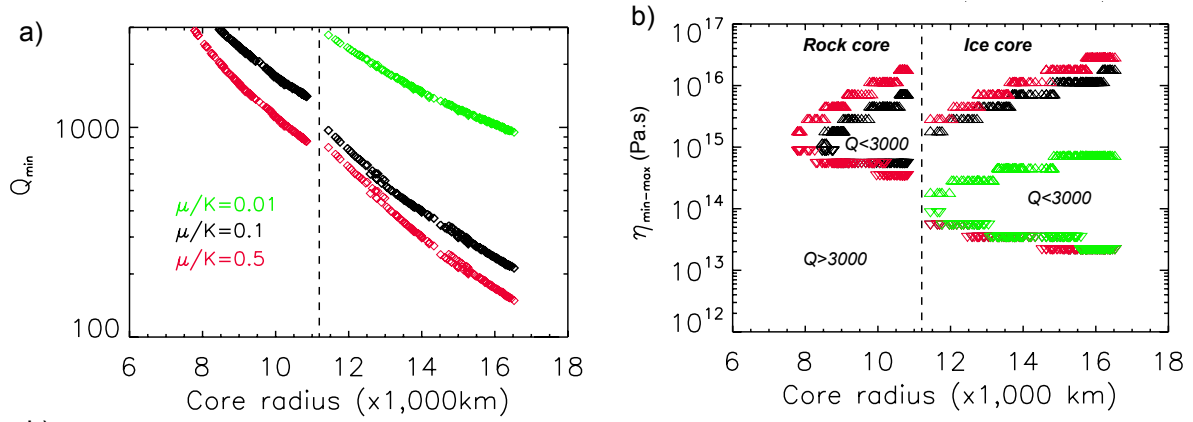 a)
Q_min
1000
100
μ/K=0.01
μ/K=0.1
μ/K=0.5
6 8 10 12 14 16 18
Core radius (x1,000km)
b)
η_min-max (Pa.s)
10^17
10^16
10^15
10^14
10^13
10^12
Rock core Ice core
Q<3000
Q<3000
Q>3000
6 8 10 12 14 16 18
Core radius (x1,000 km)